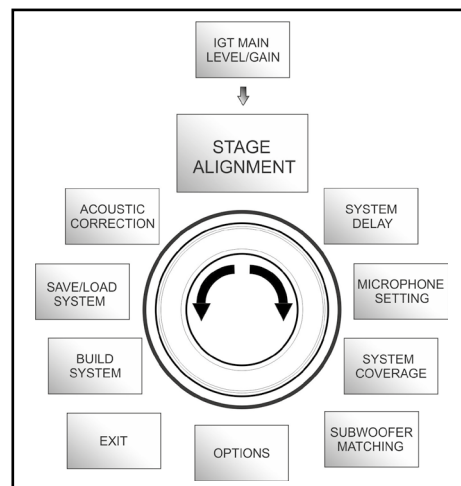 IGT MAIN
LEVEL/GAIN
STAGE
ALIGNMENT
ACOUSTIC
CORRECTION
SYSTEM
DELAY
SAVE/LOAD
SYSTEM
MICROPHONE
SETTING
BUILD
SYSTEM
SYSTEM
COVERAGE
EXIT
OPTIONS
SUBWOOFER
MATCHING